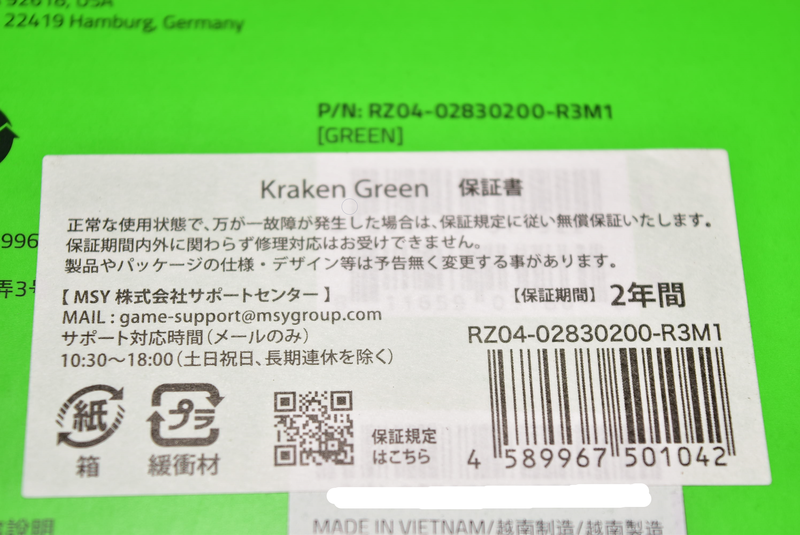 22419 Hamburg, Germany
P/N: RZ04-02830200-R3M1
[GREEN]
Kraken Green 保証書
正常な使用状態で、万が一故障が発生した場合は、保証規定に従い無償保証いたします。
保証期間内外に関わらず修理対応はお受けできません。
製品やパッケージの仕様・デザイン等は予告無く変更する事があります。
【 MSY 株式会社サポートセンター 】
MAIL : game-support@msygroup.com
サポート対応時間（メールのみ）
10:30～18:00（土日祝日、長期連休を除く）
【保証期間】 2年間
RZ04-02830200-R3M1
紙
箱
プラ
緩衝材
保証規定
はこちら
4 589967 501042
MADE IN VIETNAM/越南制造/越南製造